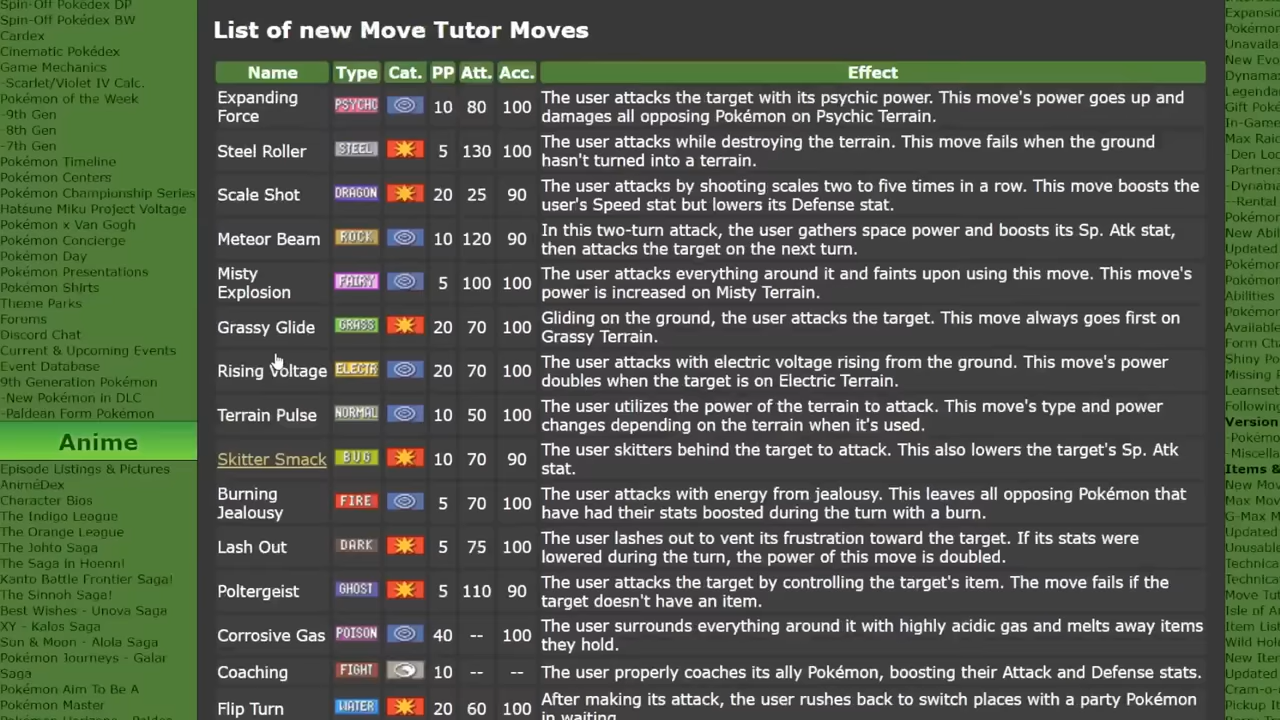 Spin-Off Pokédex DP
Spin-Off Pokédex BW
Cardex
Cinematic Pokédex
Game Mechanics
-Scarlet/Violet IV Calc.
Pokémon of the Week
-9th Gen
-8th Gen
-7th Gen
Pokémon Timeline
Pokémon Centers
Pokémon Championship Series
Hatsune Miku Project Voltage
Pokémon x Van Gogh
Pokémon Concierge
Pokémon Day
Pokémon Presentations
Pokémon Shirts
Theme Parks
Forums
Discord Chat
Current & Upcoming Events
Event Database
9th Generation Pokémon
-New Pokémon in DLC
-Paldean Form Pokémon
Anime
Episode Listings & Pictures
AniméDex
Character Bios
The Indigo League
The Orange League
The Johto Saga
The Saga in Hoenn!
Kanto Battle Frontier Saga!
The Sinnoh Saga!
Best Wishes - Unova Saga
XY - Kalos Saga
Sun & Moon - Alola Saga
Pokémon Journeys - Galar
Saga
Pokémon Aim To Be A
Pokémon Master
List of new Move Tutor Moves
Name Type Cat. PP Att. Acc. Effect
Expanding Force PSYCHC 10 80 100 The user attacks the target with its psychic power. This move's power goes up and
damages all opposing Pokémon on Psychic Terrain.
Steel Roller STEEL 5 130 100 The user attacks while destroying the terrain. This move fails when the ground
hasn't turned into a terrain.
Scale Shot DRAGON 20 25 90 The user attacks by shooting scales two to five times in a row. This move boosts the
user's Speed stat but lowers its Defense stat.
Meteor Beam ROCK 10 120 90 In this two-turn attack, the user gathers space power and boosts its Sp. Atk stat,
then attacks the target on the next turn.
Misty Explosion FAIRY 5 100 100 The user attacks everything around it and faints upon using this move. This move's
power is increased on Misty Terrain.
Grassy Glide GRASS 20 70 100 Gliding on the ground, the user attacks the target. This move always goes first on
Grassy Terrain.
Rising Voltage ELECTR 20 70 100 The user attacks with electric voltage rising from the ground. This move's power
doubles when the target is on Electric Terrain.
Terrain Pulse NORMAL 10 50 100 The user utilizes the power of the terrain to attack. This move's type and power
changes depending on the terrain when it's used.
Skitter Smack BUG 10 70 90 The user skitters behind the target to attack. This also lowers the target's Sp. Atk
stat.
Burning Jealousy FIRE 5 70 100 The user attacks with energy from jealousy. This leaves all opposing Pokémon that
have had their stats boosted during the turn with a burn.
Lash Out DARK 5 75 100 The user lashes out to vent its frustration toward the target. If its stats were
lowered during the turn, the power of this move is doubled.
Poltergeist GHOST 5 110 90 The user attacks the target by controlling the target's item. The move fails if the
target doesn't have an item.
Corrosive Gas POISON 40 -- 100 The user surrounds everything around it with highly acidic gas and melts away items
they hold.
Coaching FIGHT 10 -- -- The user properly coaches its ally Pokémon, boosting their Attack and Defense stats.
Flip Turn WATER 20 60 100 After making its attack, the user rushes back to switch places with a party Pokémon
in waiting.